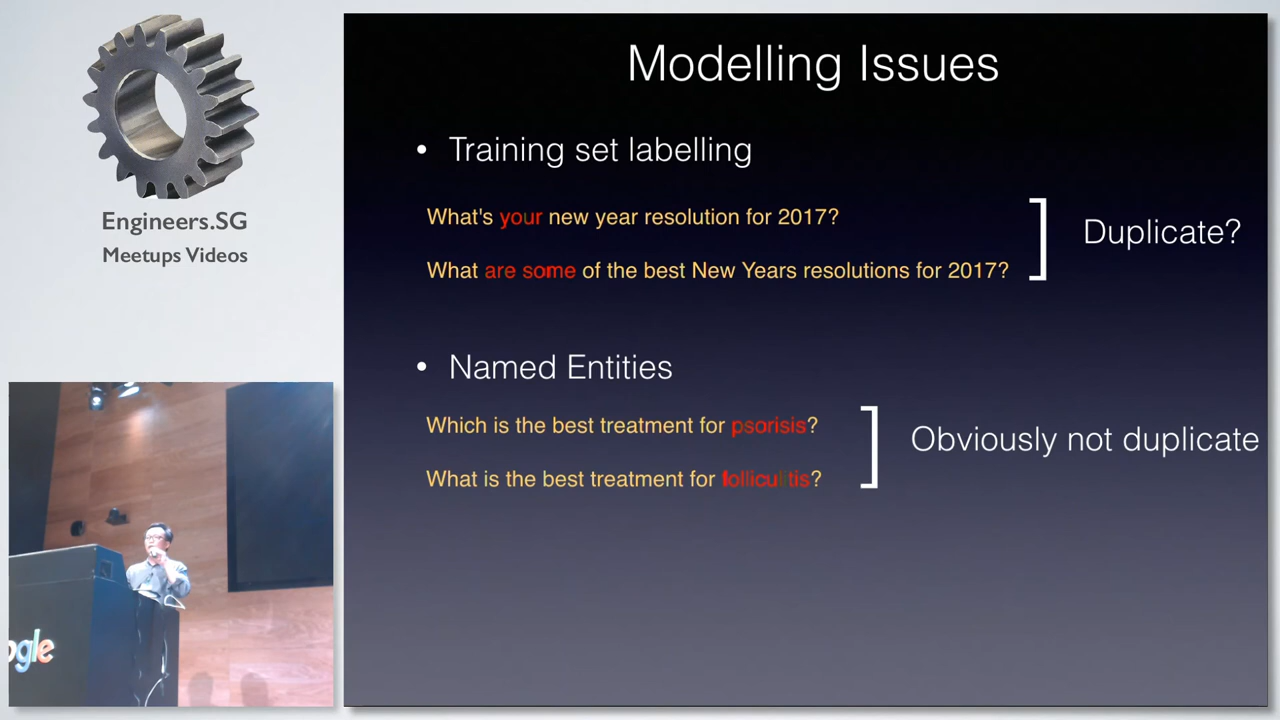 Engineers.SG
Meetups Videos
Modelling Issues
• Training set labelling
What's your new year resolution for 2017?
What are some of the best New Years resolutions for 2017?
Duplicate?
• Named Entities
Which is the best treatment for psorisis?
What is the best treatment for folliculitis?
Obviously not duplicate
ogle